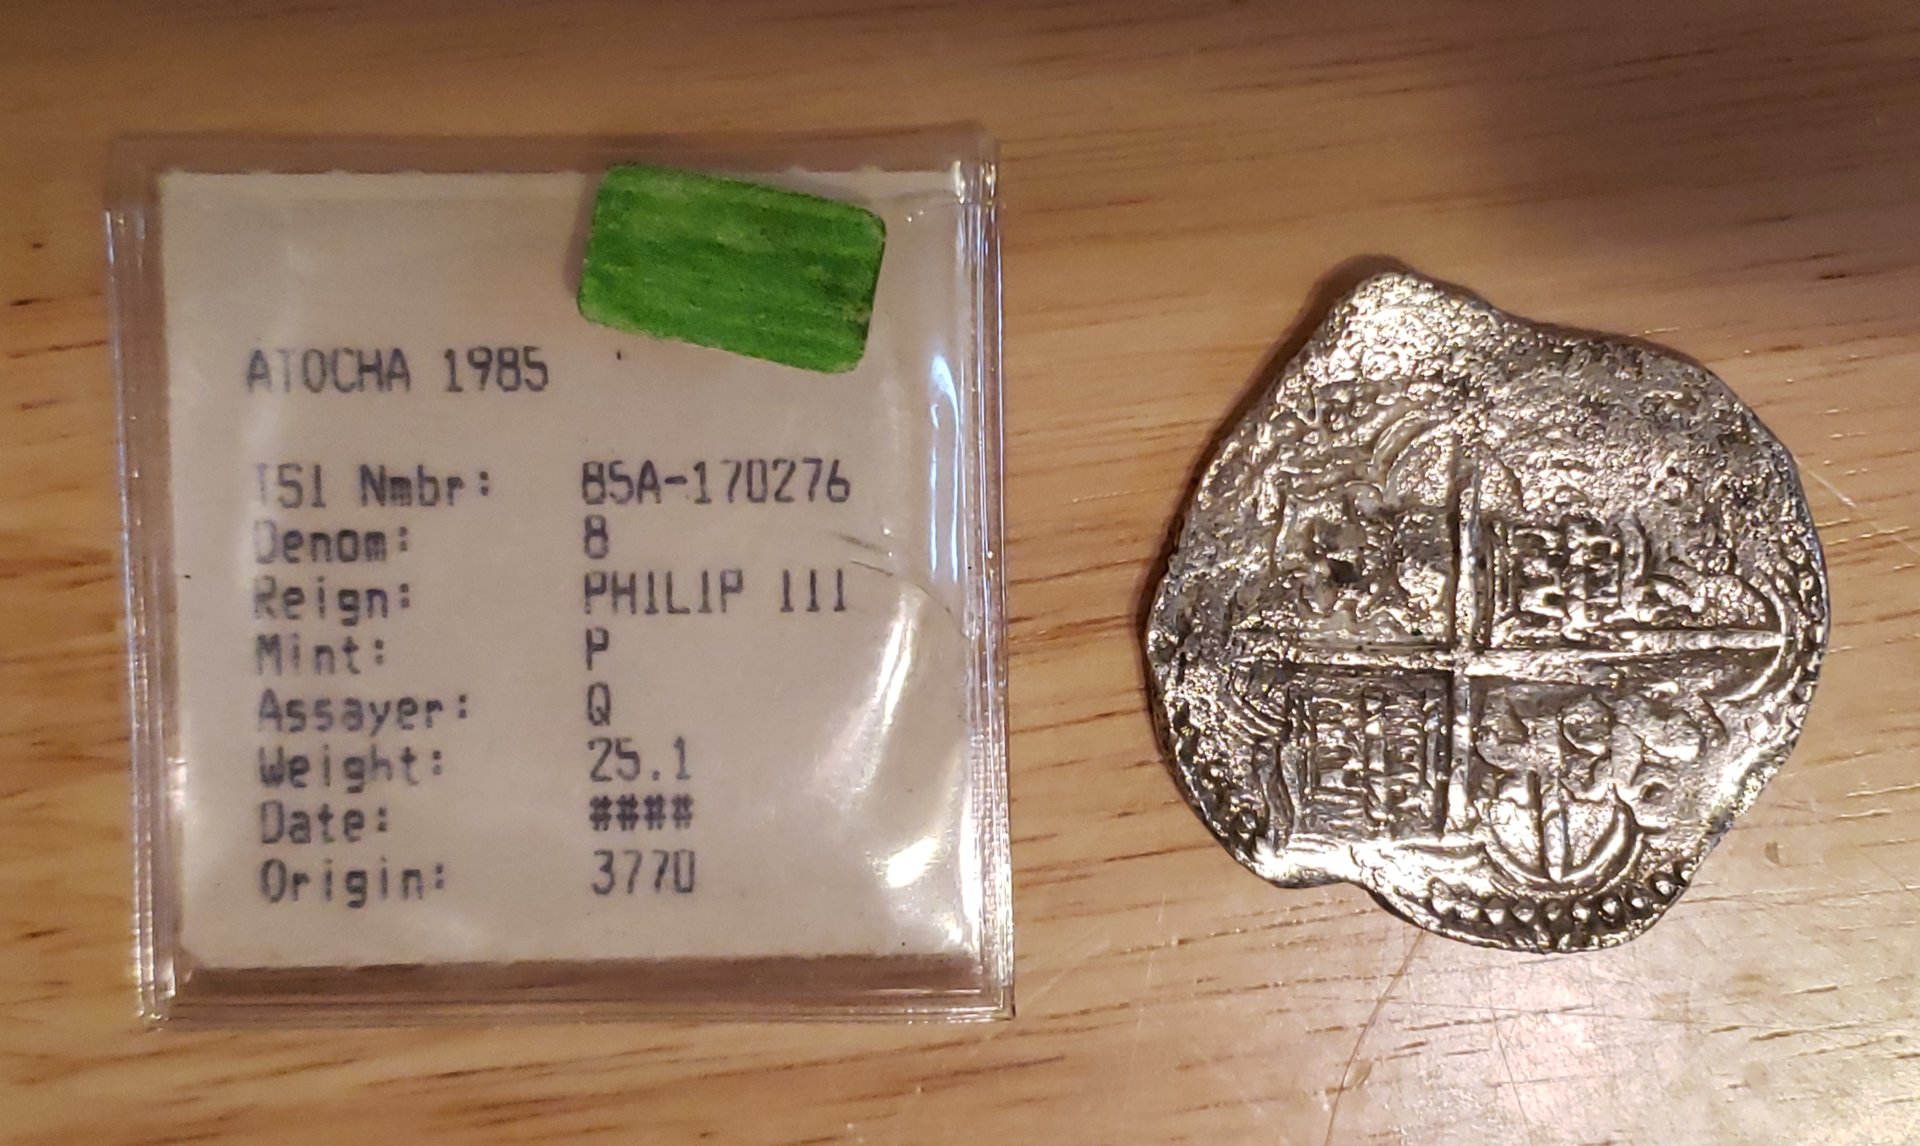 ATOCHA 1985
TSI Nmbr: 85A-170276
Denom: 8
Reign: PHILIP III
Mint: P
Assayer: Q
Weight: 25.1
Date: ####
Origin: 3770